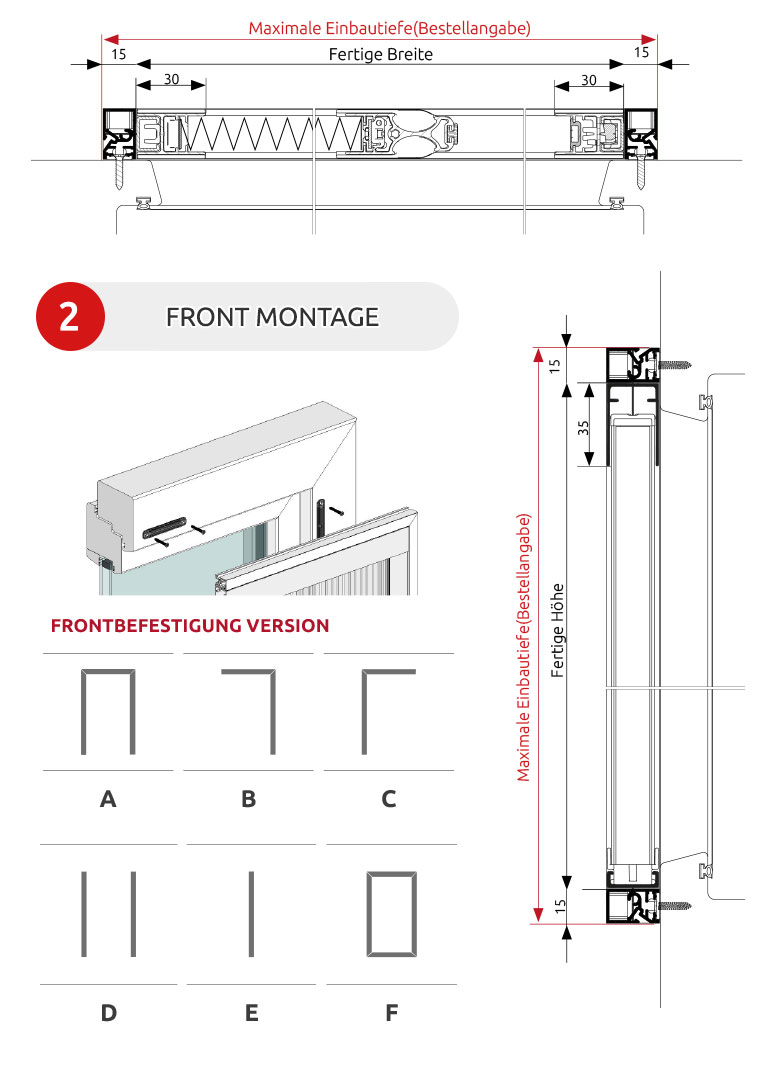 Maximale Einbautiefe(Bestellangabe)
15
Fertige Breite
15
30
30
2
FRONT MONTAGE
15
35
Maximale Einbautiefe(Bestellangabe)
Fertige Höhe
15
FRONTBEFESTIGUNG VERSION
A
B
C
D
E
F